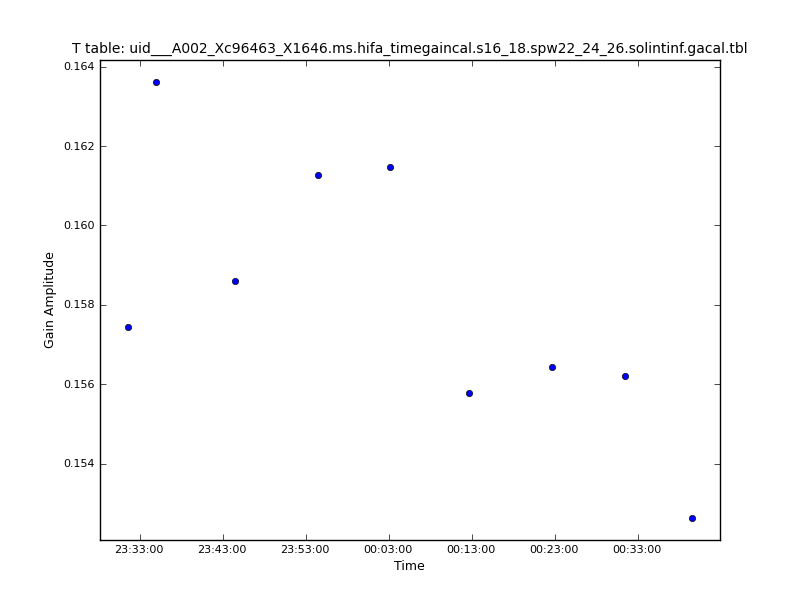 T table: uid___A002_Xc96463_X1646.ms.hifa_timegaincal.s16_18.spw22_24_26.solintinf.gacal.tbl
0.164
0.162
0.160
0.158
0.156
0.154
Gain Amplitude
23:33:00 23:43:00 23:53:00 00:03:00 00:13:00 00:23:00 00:33:00
Time